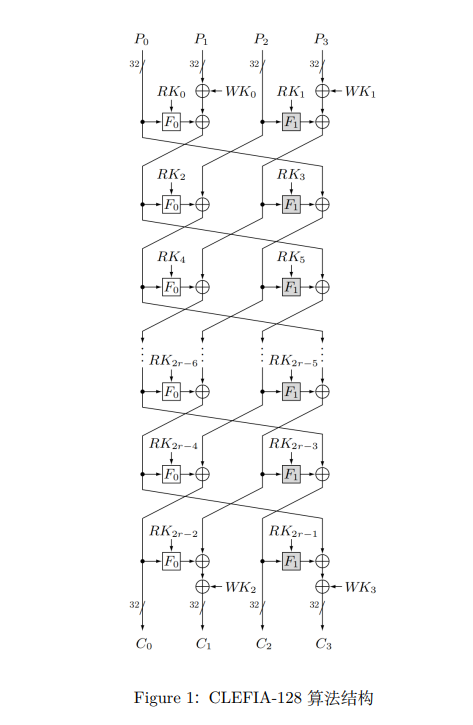 P0 P1 P2 P3
32 32 32 32
WK0 WK1
RK0 RK1
F0 F1
RK2 RK3
F0 F1
RK4 RK5
F0 F1
RK2r−6 RK2r−5
F0 F1
RK2r−4 RK2r−3
F0 F1
RK2r−2 RK2r−1
F0 F1
WK2 WK3
32 32 32 32
C0 C1 C2 C3
Figure 1: CLEFIA-128 算法结构